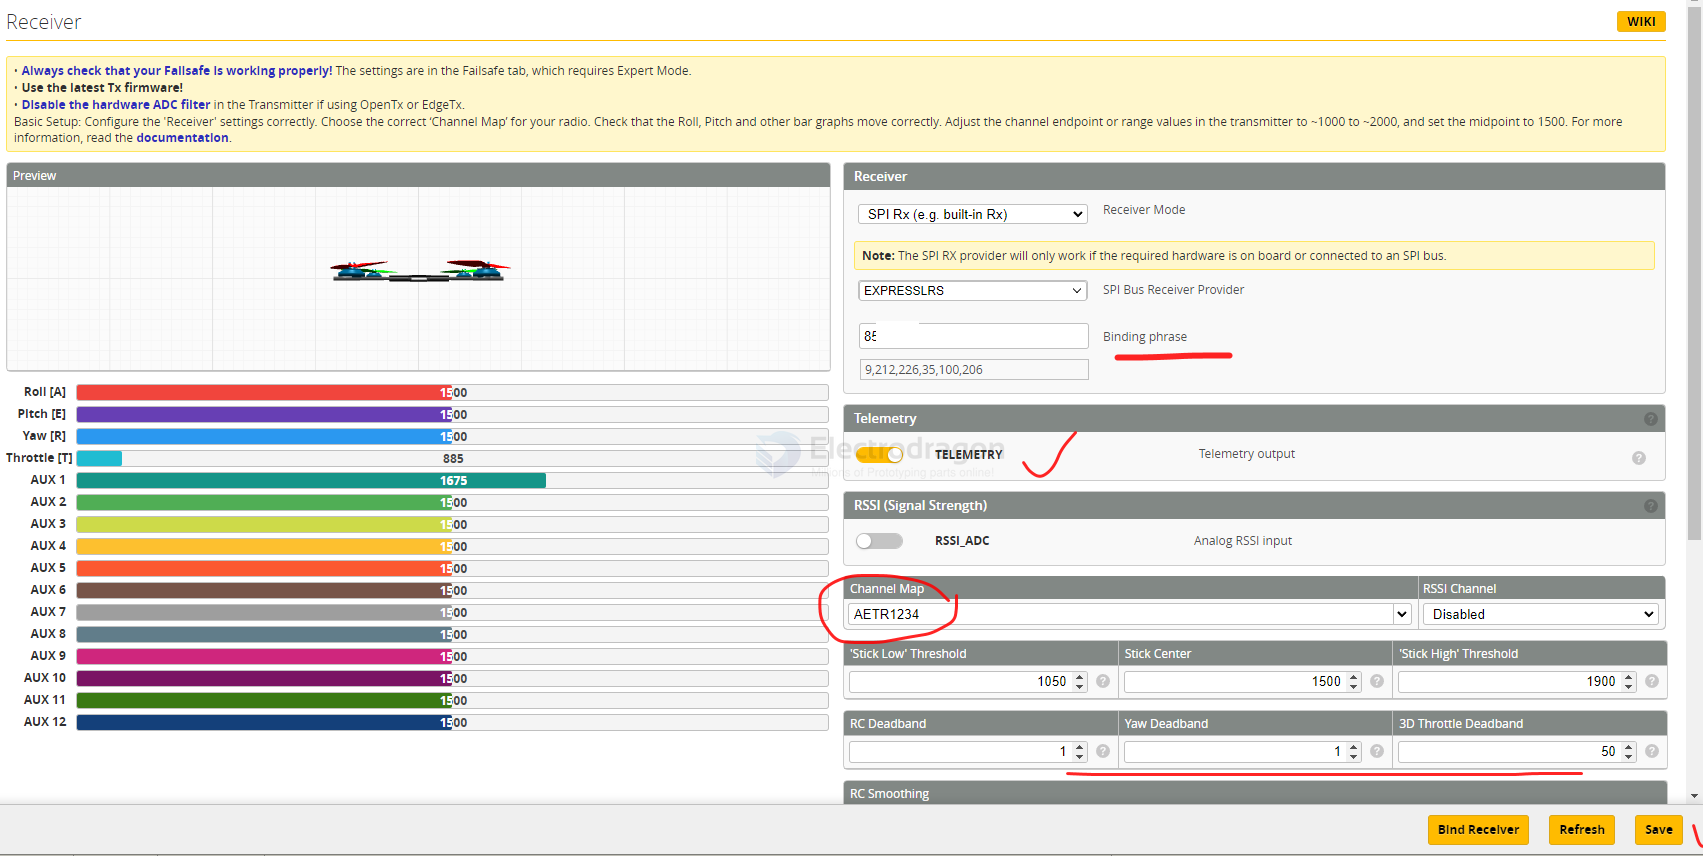 Receiver
WIKI
• Always check that your Failsafe is working properly! The settings are in the Failsafe tab, which requires Expert Mode.
• Use the latest Tx firmware!
• Disable the hardware ADC filter in the Transmitter if using OpenTx or EdgeTx.
Basic Setup: Configure the 'Receiver' settings correctly. Choose the correct 'Channel Map' for your radio. Check that the Roll, Pitch and other bar graphs move correctly. Adjust the channel endpoint or range values in the transmitter to ~1000 to ~2000, and set the midpoint to 1500. For more
information, read the documentation.
Preview
Roll [A] 1500
Pitch [E] 1500
Yaw [R] 1500
Throttle [T] 885
AUX 1 1675
AUX 2 1500
AUX 3 1500
AUX 4 1500
AUX 5 1500
AUX 6 1500
AUX 7 1500
AUX 8 1500
AUX 9 1500
AUX 10 1500
AUX 11 1500
AUX 12 1500
Receiver
SPI Rx (e.g. built-in Rx) Receiver Mode
Note: The SPI RX provider will only work if the required hardware is on board or connected to an SPI bus.
EXPRESSLRS SPI Bus Receiver Provider
85 Binding phrase
9,212,226,35,100,206
Telemetry ?
Electrodragon
TELEMETRY Telemetry output ?
Millions of Prototyping parts online!
RSSI (Signal Strength) ?
RSSI_ADC Analog RSSI input
Channel Map RSSI Channel
AETR1234 Disabled
'Stick Low' Threshold Stick Center 'Stick High' Threshold
1050 ? 1500 ? 1900 ?
RC Deadband Yaw Deadband 3D Throttle Deadband
1 ? 1 ? 50 ?
RC Smoothing
Bind Receiver Refresh Save